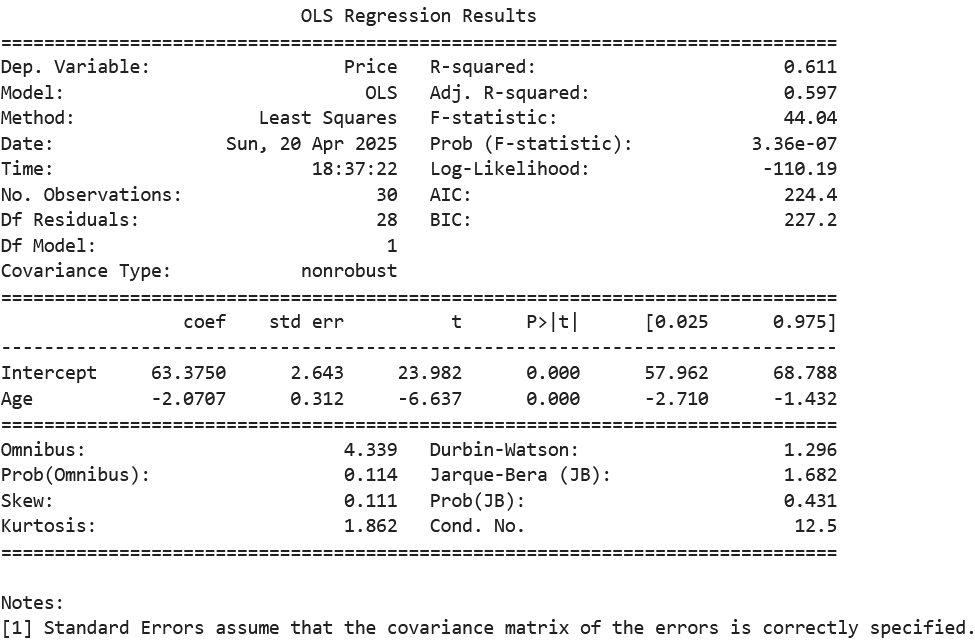 OLS Regression Results
==============================================================================
Dep. Variable:                  Price   R-squared:                       0.611
Model:                            OLS   Adj. R-squared:                  0.597
Method:                 Least Squares   F-statistic:                     44.04
Date:                Sun, 20 Apr 2025   Prob (F-statistic):           3.36e-07
Time:                        18:37:22   Log-Likelihood:                -110.19
No. Observations:                  30   AIC:                             224.4
Df Residuals:                      28   BIC:                             227.2
Df Model:                           1
Covariance Type:            nonrobust
==============================================================================
                 coef    std err          t      P>|t|      [0.025      0.975]
------------------------------------------------------------------------------
Intercept     63.3750      2.643     23.982      0.000      57.962      68.788
Age           -2.0707      0.312     -6.637      0.000      -2.710      -1.432
==============================================================================
Omnibus:                        4.339   Durbin-Watson:                   1.296
Prob(Omnibus):                  0.114   Jarque-Bera (JB):                1.682
Skew:                           0.111   Prob(JB):                        0.431
Kurtosis:                       1.862   Cond. No.                         12.5
==============================================================================

Notes:
[1] Standard Errors assume that the covariance matrix of the errors is correctly specified.